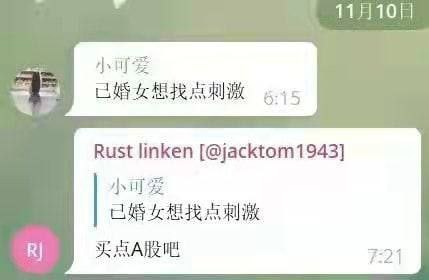 11月10日
小可爱
已婚女想找点刺激
6:15
Rust linken [@jacktom1943]
小可爱
已婚女想找点刺激
RJ
买点A股吧
7:21